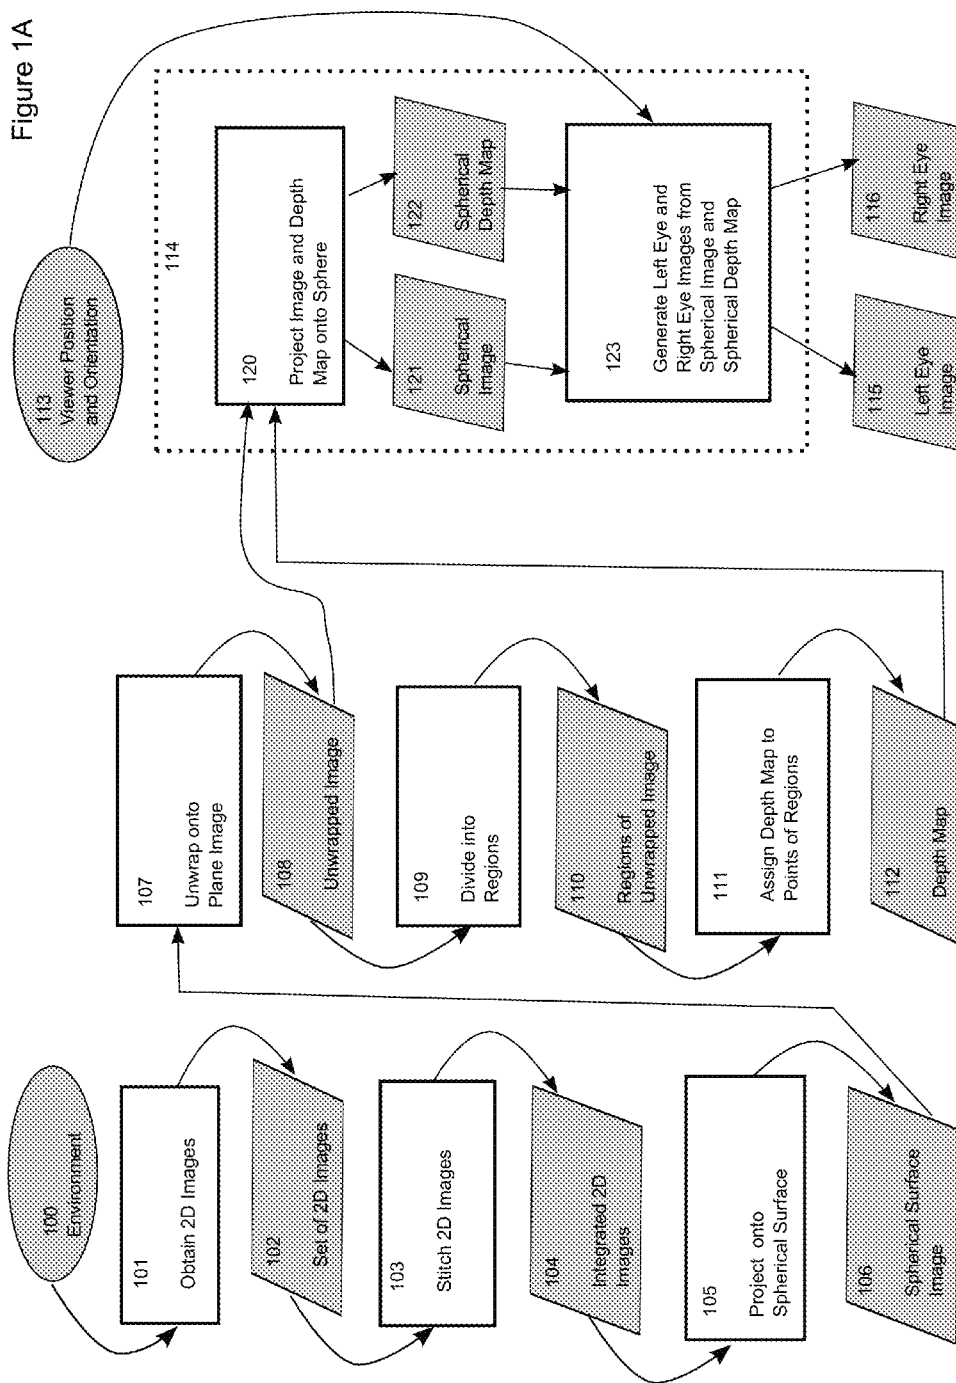 Figure 1A
100
Environment
101
Obtain 2D Images
102
Set of 2D Images
103
Stitch 2D Images
104
Integrated 2D
Images
105
Project onto
Spherical Surface
106
Spherical Surface
Image
107
Unwrap onto
Plane Image
108
Unwrapped Image
109
Divide into
Regions
110
Regions of
Unwrapped Image
111
Assign Depth Map to
Points of Regions
112
Depth Map
113
Viewer Position
and Orientation
114
120
Project Image and Depth
Map onto Sphere
121
Spherical
Image
122
Spherical
Depth Map
123
Generate Left Eye and
Right Eye Images from
Spherical Image and
Spherical Depth Map
115
Left Eye
Image
116
Right Eye
Image